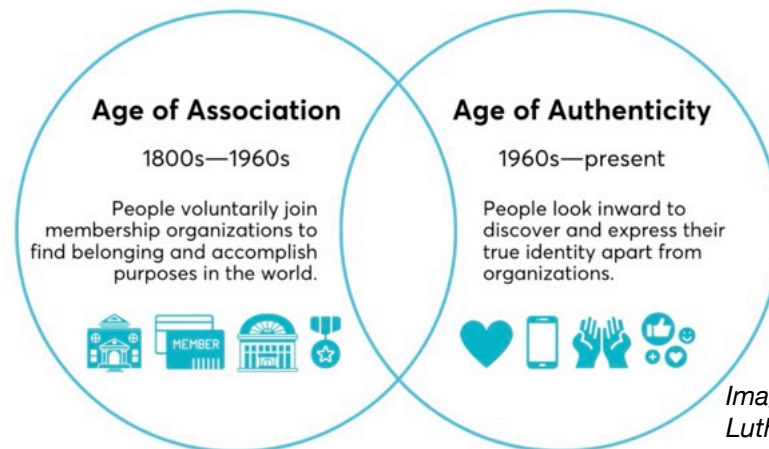 Age of Association
1800s—1960s
People voluntarily join
membership organizations to
find belonging and accomplish
purposes in the world.
MEMBER
Age of Authenticity
1960s—present
People look inward to
discover and express their
true identity apart from
organizations.